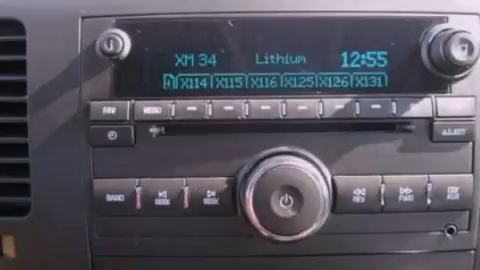 XM 34 Lithium 12:55
X114 X115 X116 X125 X126 X131
FAV MENU
BAND SEEK SEEK REV FWD CD/AUX